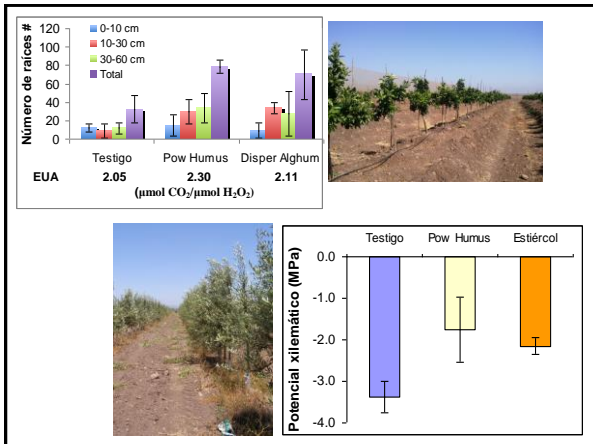 Número de raíces #
120
100
80
60
40
20
0
0-10 cm
10-30 cm
30-60 cm
Total
Testigo Pow Humus Disper Alghum
EUA 2.05 2.30 2.11
(μmol CO₂/μmol H₂O₂)
Testigo Pow Humus Estiércol
Potencial xilemático (MPa)
0.0
-1.0
-2.0
-3.0
-4.0